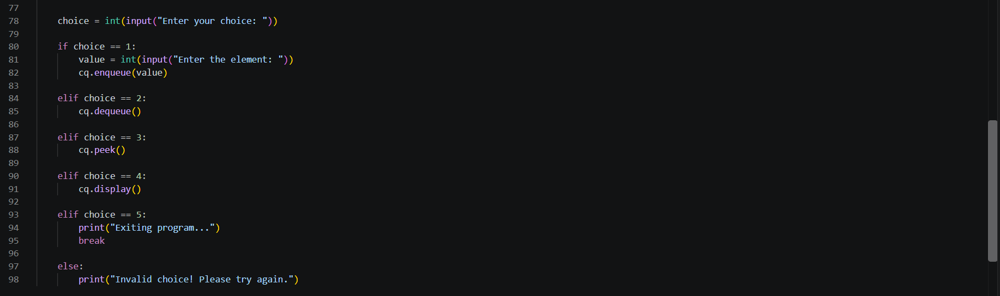 77
78 choice = int(input("Enter your choice: "))
79
80 if choice == 1:
81 value = int(input("Enter the element: "))
82 cq.enqueue(value)
83
84 elif choice == 2:
85 cq.dequeue()
86
87 elif choice == 3:
88 cq.peek()
89
90 elif choice == 4:
91 cq.display()
92
93 elif choice == 5:
94 print("Exiting program...")
95 break
96
97 else:
98 print("Invalid choice! Please try again.")